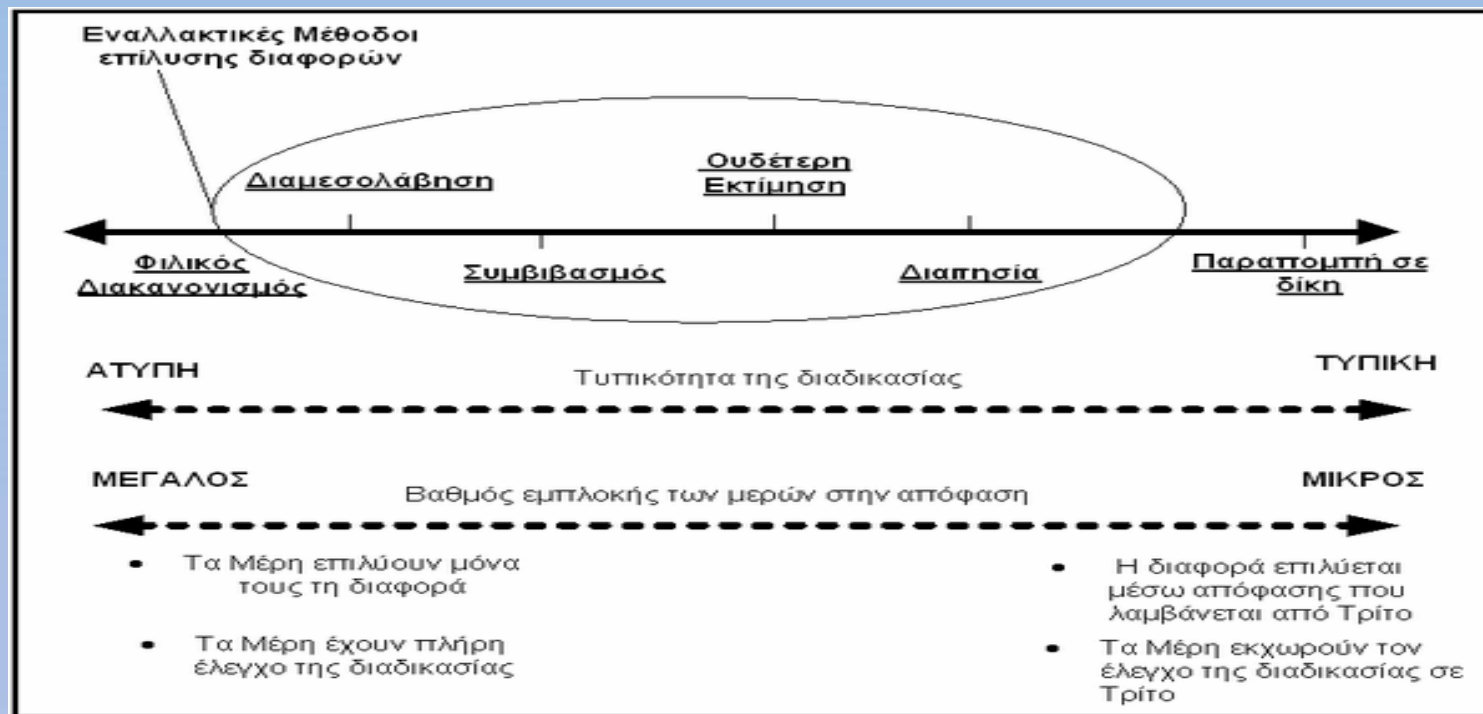 Εναλλακτικές Μέθοδοι
επίλυσης διαφορών
Διαμεσολάβηση
Ουδέτερη
Εκτίμηση
Φιλικός
Διακανονισμός
Συμβιβασμός
Διαιτησία
Παραπομπή σε
δίκη
ΑΤΥΠΗ
Τυπικότητα της διαδικασίας
ΤΥΠΙΚΗ
ΜΕΓΑΛΟΣ
Βαθμός εμπλοκής των μερών στην απόφαση
ΜΙΚΡΟΣ
• Τα Μέρη επιλύουν μόνα
τους τη διαφορά
• Τα Μέρη έχουν πλήρη
έλεγχο της διαδικασίας
• Η διαφορά επιλύεται
μέσω απόφασης που
λαμβάνεται από Τρίτο
• Τα Μέρη εκχωρούν τον
έλεγχο της διαδικασίας σε
Τρίτο